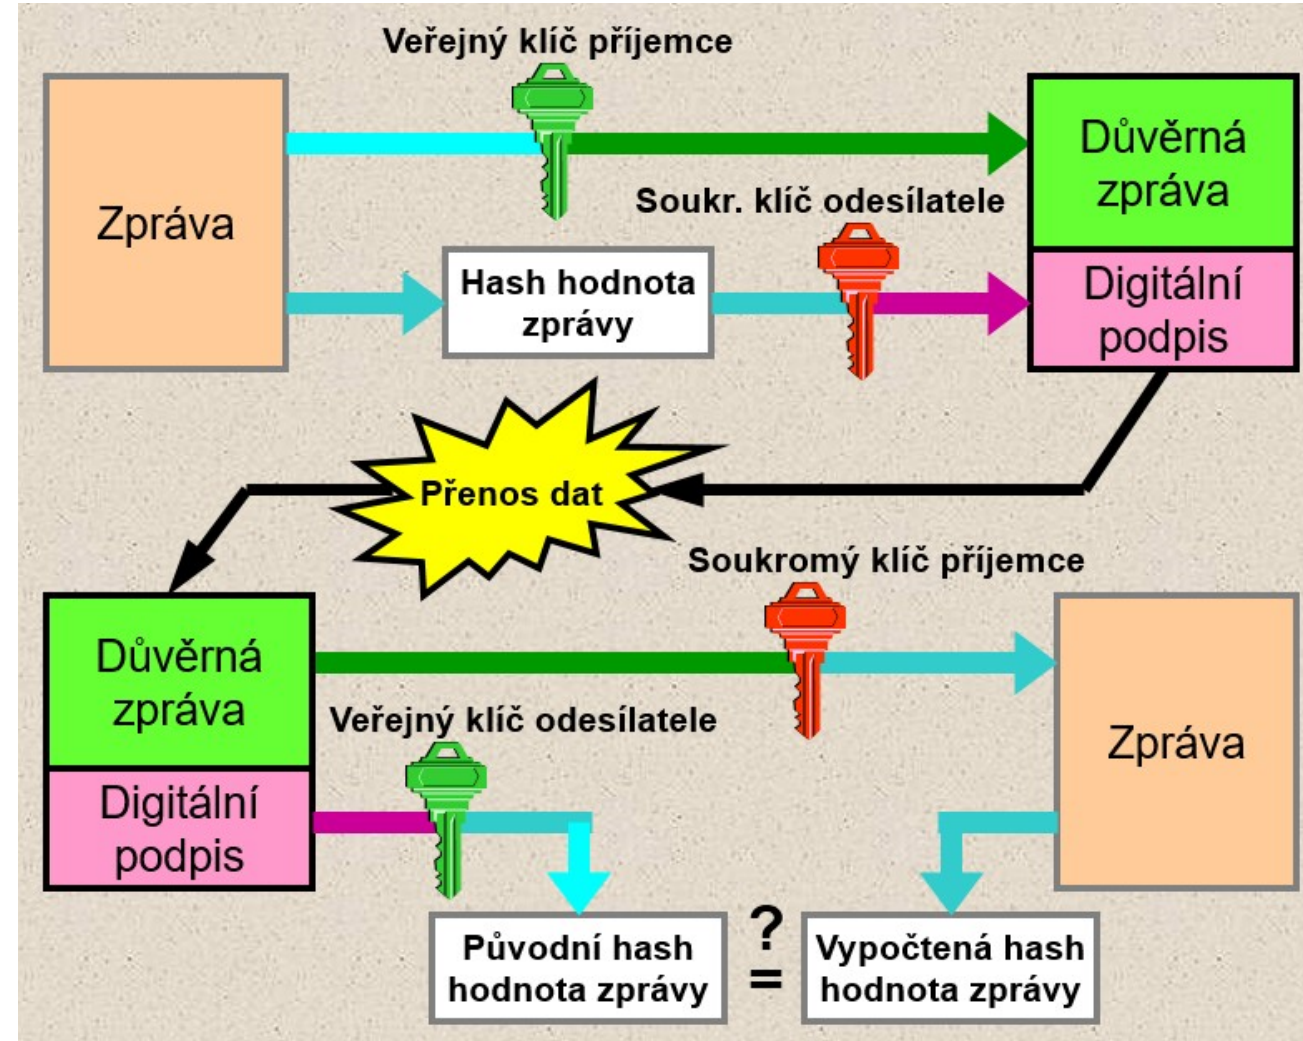 Veřejný klíč příjemce
Zpráva
Důvěrná
zpráva
Soukr. klíč odesílatele
Hash hodnota
zprávy
Digitální
podpis
Přenos dat
Soukromý klíč příjemce
Důvěrná
zpráva
Veřejný klíč odesílatele
Zpráva
Digitální
podpis
Původní hash
hodnota zprávy
?
=
Vypočtená hash
hodnota zprávy